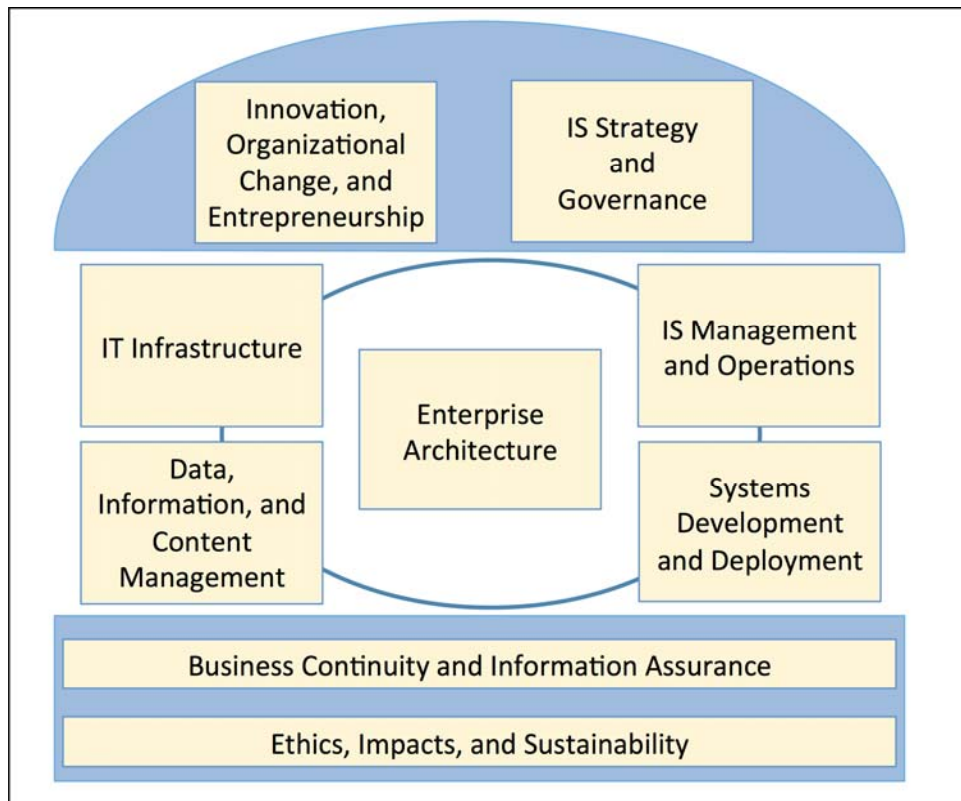 Innovation,
Organizational
Change, and
Entrepreneurship
IS Strategy
and
Governance
IT Infrastructure
IS Management
and Operations
Enterprise
Architecture
Data,
Information, and
Content
Management
Systems
Development
and Deployment
Business Continuity and Information Assurance
Ethics, Impacts, and Sustainability